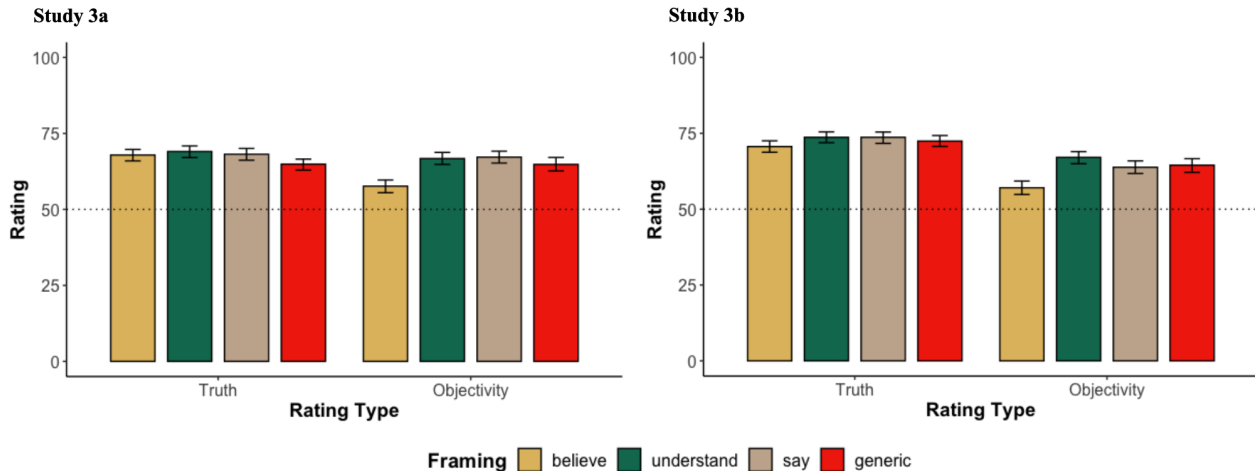 Study 3a
100
75
50
25
0
Rating
Truth
Objectivity
Rating Type
Study 3b
100
75
50
25
0
Rating
Truth
Objectivity
Rating Type
Framing believe understand say generic